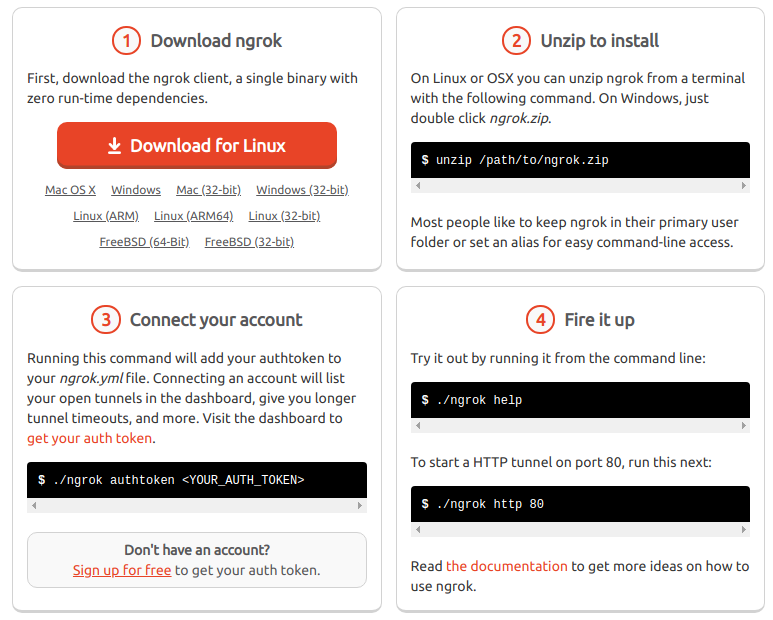 1 Download ngrok
First, download the ngrok client, a single binary with
zero run-time dependencies.
Download for Linux
Mac OS X Windows Mac (32-bit) Windows (32-bit)
Linux (ARM) Linux (ARM64) Linux (32-bit)
FreeBSD (64-Bit) FreeBSD (32-bit)
2 Unzip to install
On Linux or OSX you can unzip ngrok from a terminal
with the following command. On Windows, just
double click ngrok.zip.
$ unzip /path/to/ngrok.zip
Most people like to keep ngrok in their primary user
folder or set an alias for easy command-line access.
3 Connect your account
Running this command will add your authtoken to
your ngrok.yml file. Connecting an account will list
your open tunnels in the dashboard, give you longer
tunnel timeouts, and more. Visit the dashboard to
get your auth token.
$ ./ngrok authtoken <YOUR_AUTH_TOKEN>
Don't have an account?
Sign up for free to get your auth token.
4 Fire it up
Try it out by running it from the command line:
$ ./ngrok help
To start a HTTP tunnel on port 80, run this next:
$ ./ngrok http 80
Read the documentation to get more ideas on how to
use ngrok.